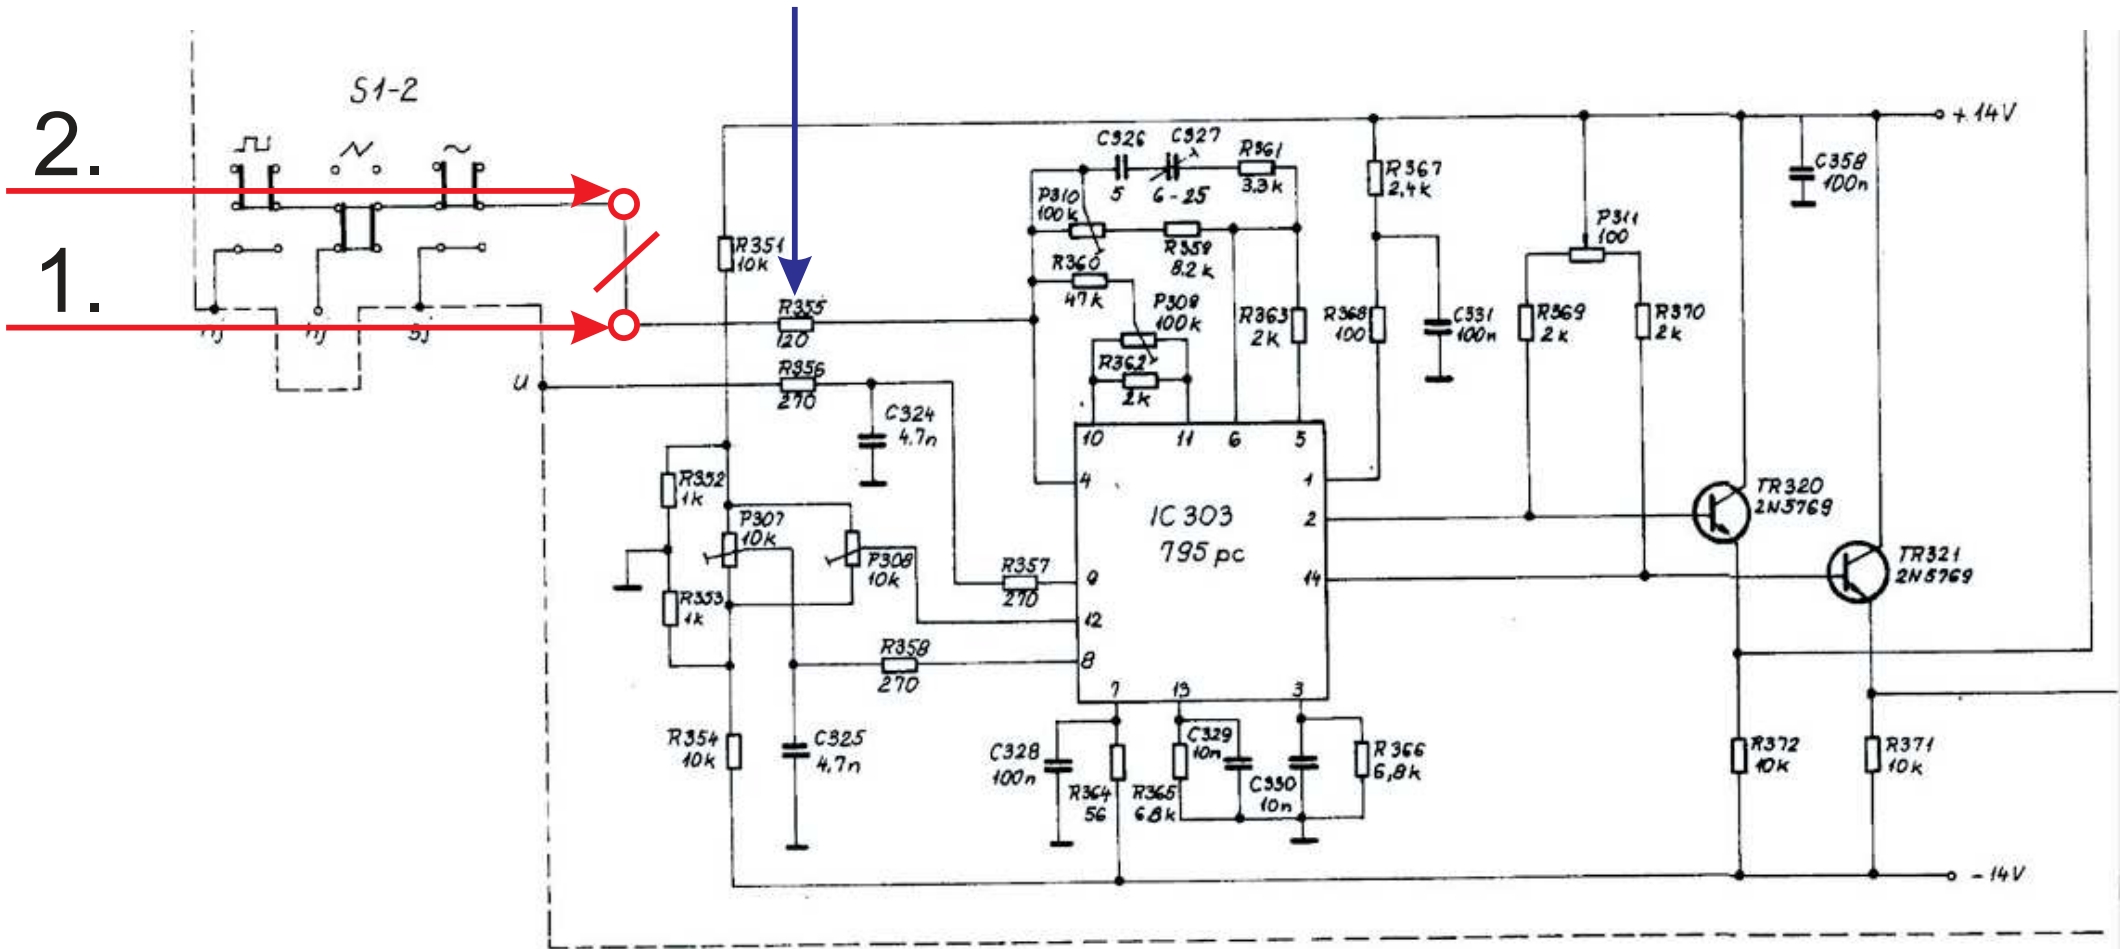 S1-2
2.
1.
U
+14V
C326
5
C327
6-25
R361
3.3k
R367
2,4k
C358
100n
P310
100k
R359
8.2k
P311
100
R351
10k
R360
47k
R355
120
P309
100k
R363
2k
R368
100
C331
100n
R369
2k
R370
2k
R356
270
R362
2k
C324
4.7n
10
11
6
5
R352
1k
4
1
IC303
795 pc
2
TR320
2N5769
P307
10k
P308
10k
R357
270
9
14
TR321
2N5769
R353
1k
12
R358
270
8
7
13
3
R354
10k
C325
4,7n
C328
100n
C329
10n
R366
6,8k
R372
10k
R371
10k
R364
56
R365
6.8k
C330
10n
-14V